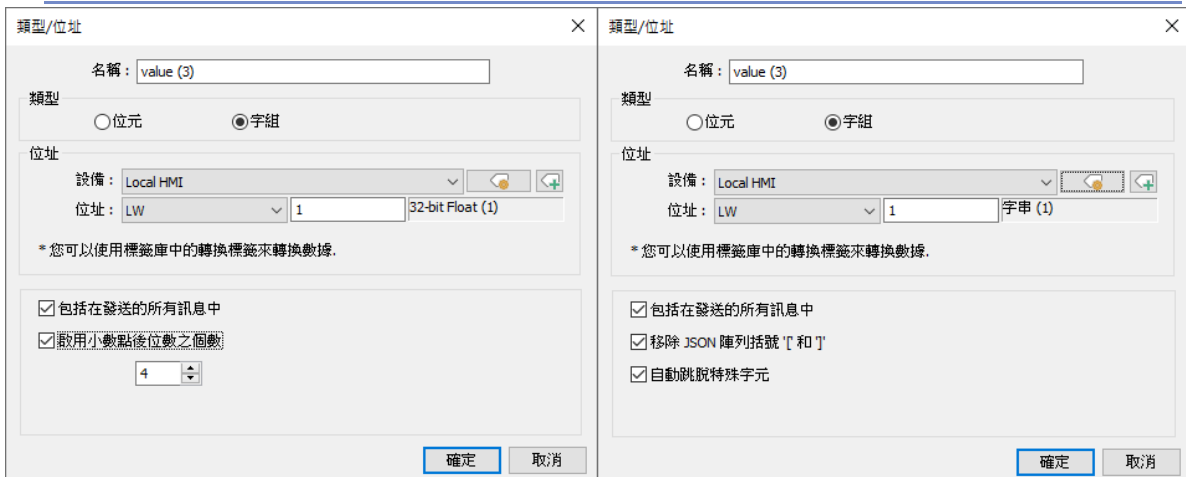 類型/位址
名稱： value (3)
類型
位元 字組
位址
設備： Local HMI
位址： LW 1 32-bit Float (1)
* 您可以使用標籤庫中的轉換標籤來轉換數據.
包括在發送的所有訊息中
啟用小數點後位數之個數
4
確定 取消
類型/位址
名稱： value (3)
類型
位元 字組
位址
設備： Local HMI
位址： LW 1 字串 (1)
* 您可以使用標籤庫中的轉換標籤來轉換數據.
包括在發送的所有訊息中
移除 JSON 陣列括號 '[' 和 ']'
自動跳脫特殊字元
確定 取消